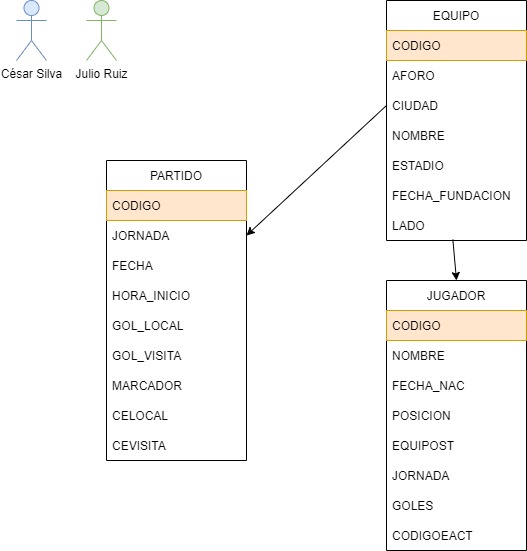 César Silva
Julio Ruiz
EQUIPO
CODIGO
AFORO
CIUDAD
NOMBRE
ESTADIO
FECHA_FUNDACION
LADO
PARTIDO
CODIGO
JORNADA
FECHA
HORA_INICIO
GOL_LOCAL
GOL_VISITA
MARCADOR
CELOCAL
CEVISITA
JUGADOR
CODIGO
NOMBRE
FECHA_NAC
POSICION
EQUIPOST
JORNADA
GOLES
CODIGOEACT